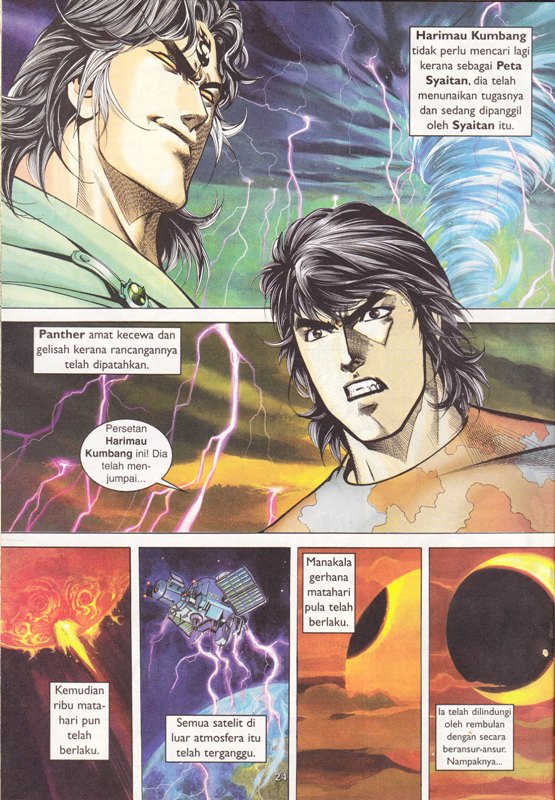 Harimau Kumbang
tidak perlu mencari lagi
kerana sebagai Peta
Syaitan, dia telah
menunaikan tugasnya
dan sedang dipanggil
oleh Syaitan itu.
Panther amat kecewa dan
gelisah kerana rancangannya
telah dipatahkan.
Persetan
Harimau
Kumbang ini! Dia
telah men-
jumpai...
Kemudian
ribu mata-
hari pun
telah
berlaku.
Semua satelit di
luar atmosfera itu
telah terganggu.
Manakala
gerhana
matahari
pula telah
berlaku.
Ia telah dilindungi
oleh rembulan
dengan secara
beransur-ansur.
Nampaknya...
24